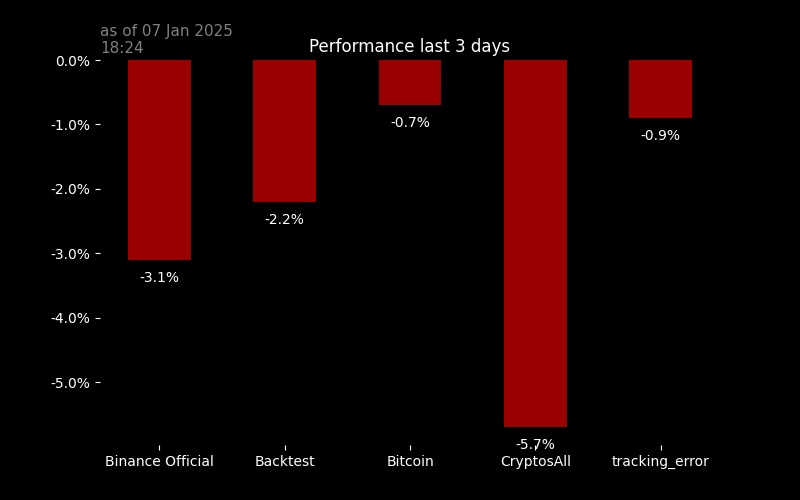 as of 07 Jan 2025
18:24
Performance last 3 days
0.0%
-1.0%
-2.0%
-3.0%
-4.0%
-5.0%
-3.1%
-2.2%
-0.7%
-5.7%
-0.9%
Binance Official
Backtest
Bitcoin
CryptosAll
tracking_error